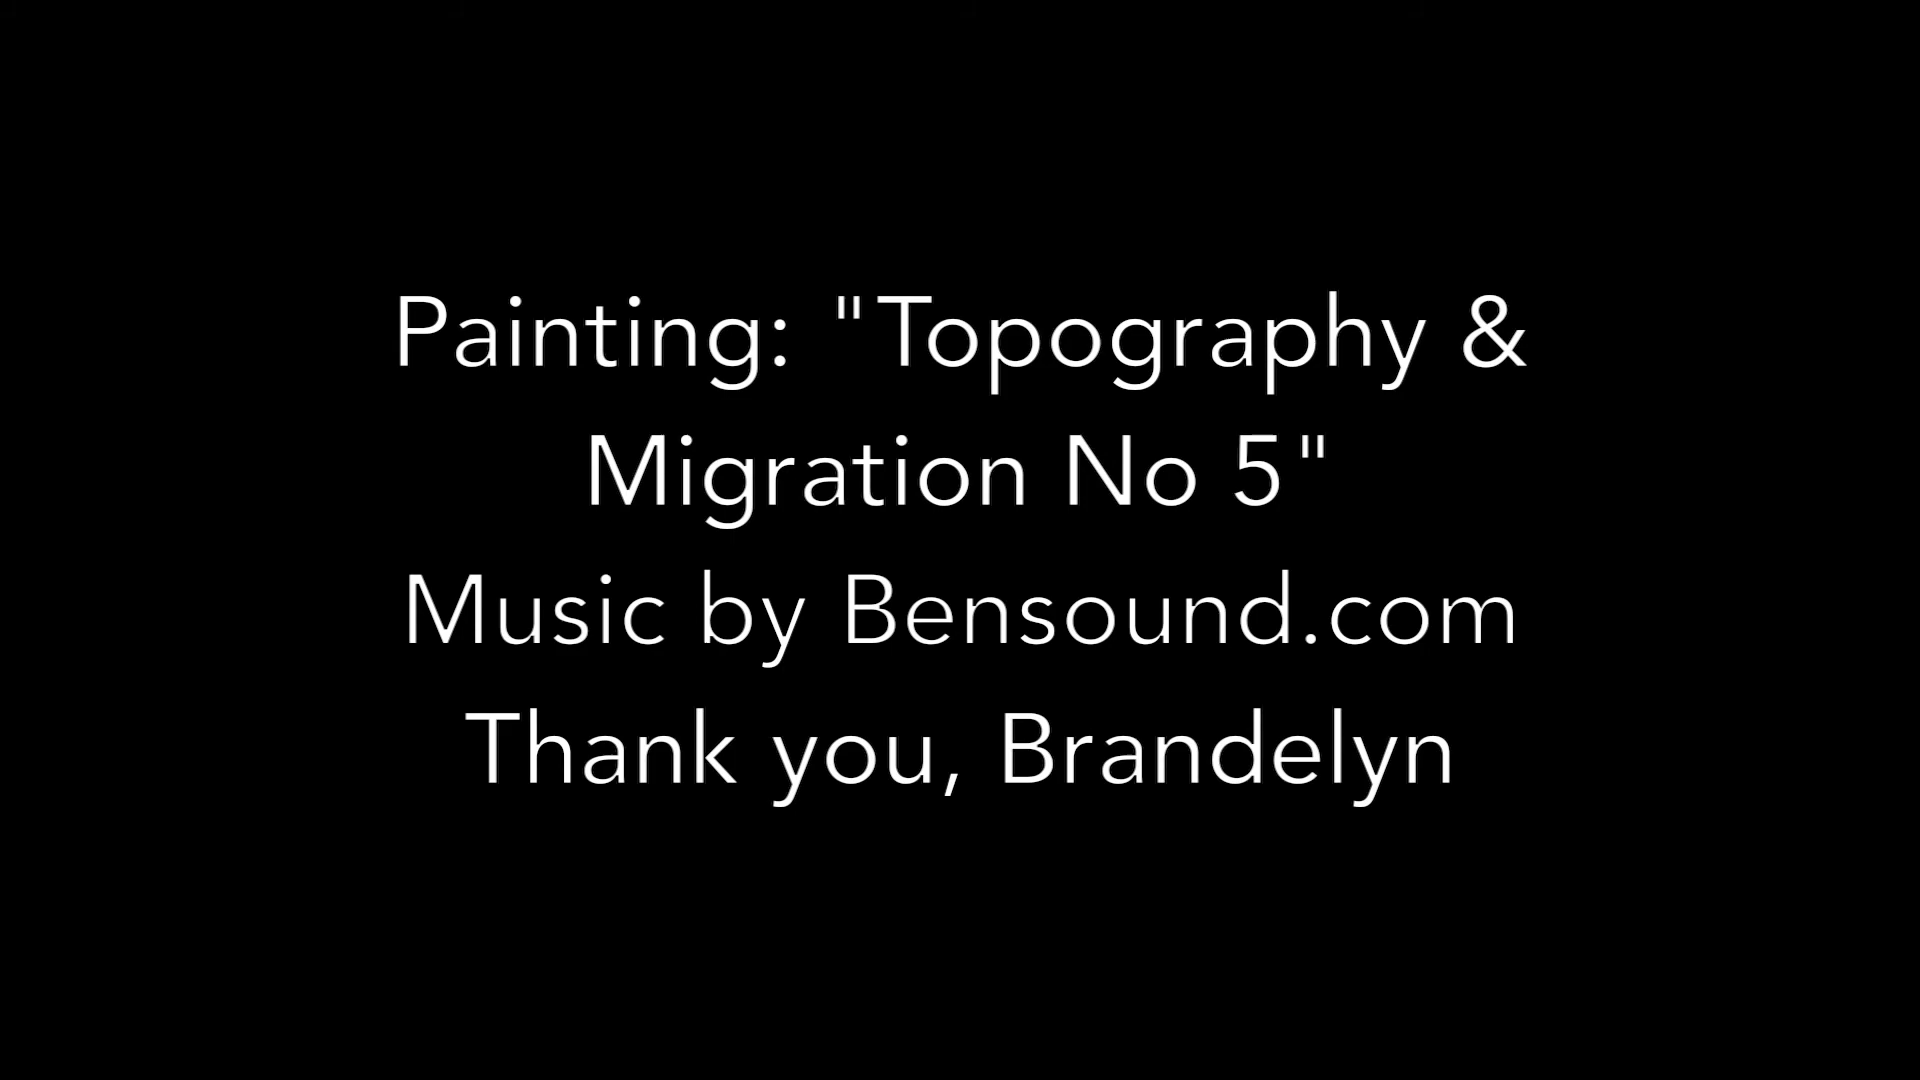 Painting: "Topography &
Migration No 5"
Music by Bensound.com
Thank you, Brandelyn